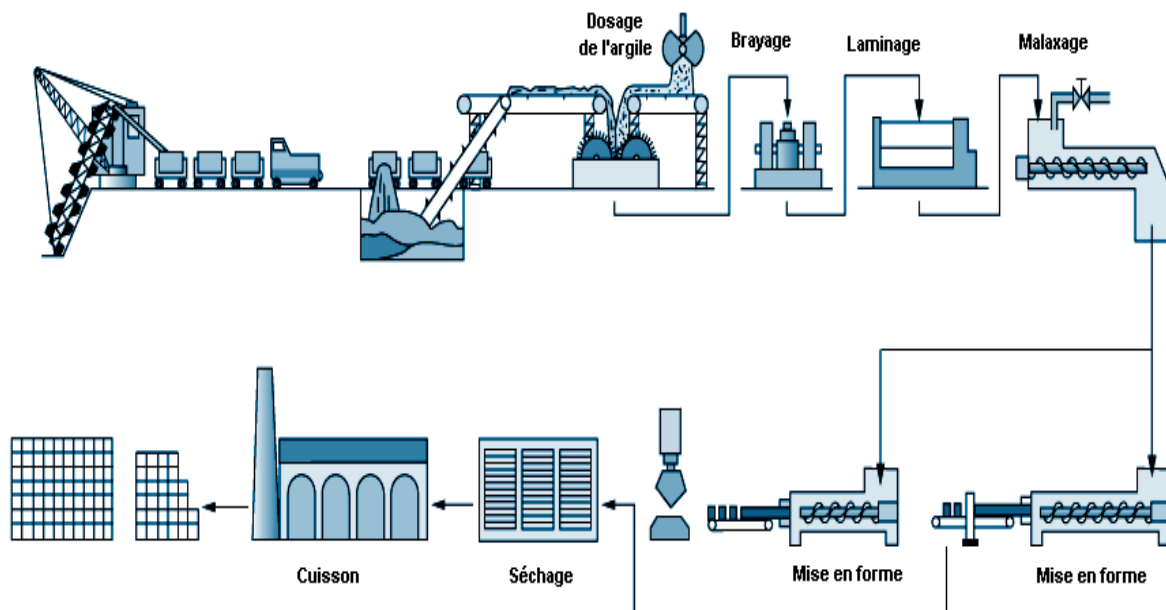 Dosage
de l'argile
Brayage
Laminage
Malaxage
Cuisson
Séchage
Mise en forme
Mise en forme